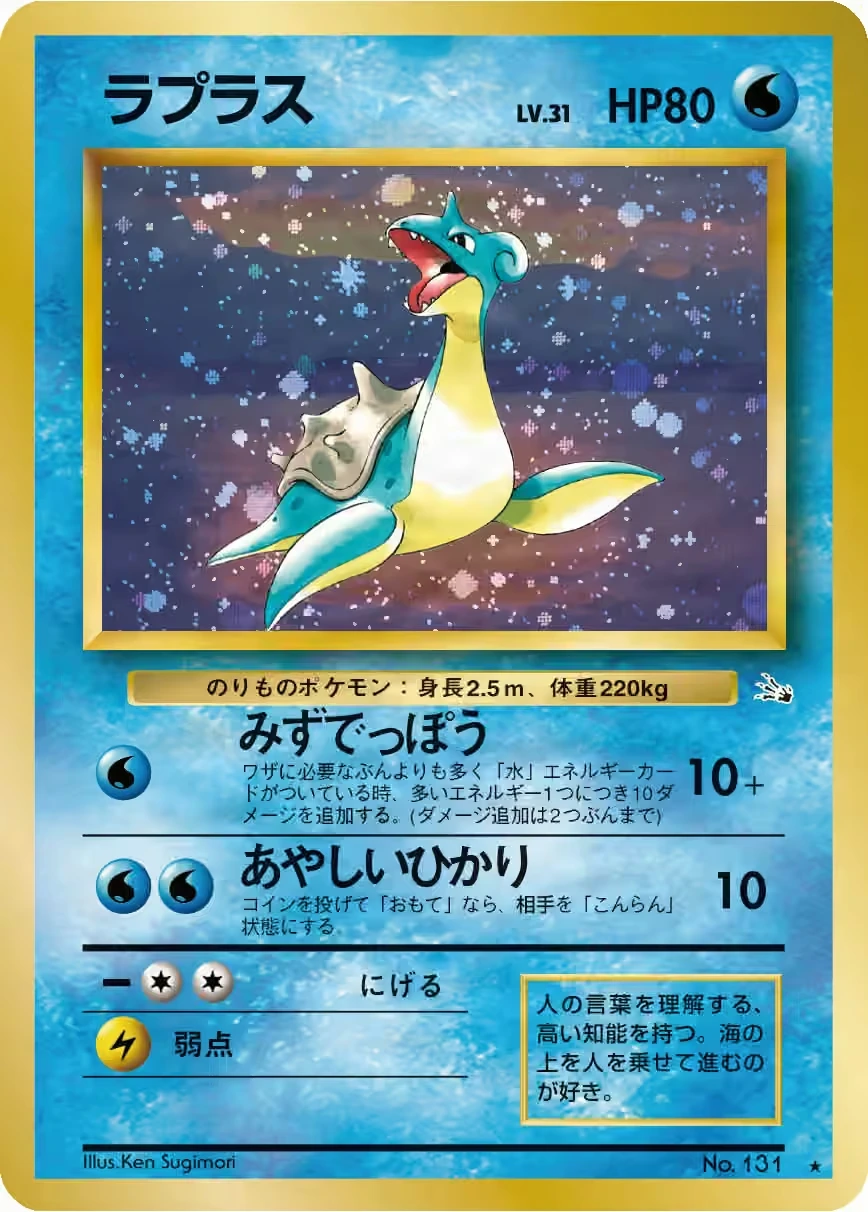 ラプラス LV.31 HP80
のりものポケモン：身長2.5m、体重220kg
みずでっぽう
ワザに必要なぶんよりも多く「水」エネルギーカー
ドがついている時、多いエネルギー1つにつき10ダ
メージを追加する。(ダメージ追加は2つぶんまで)
10+
あやしいひかり
コインを投げて「おもて」なら、相手を「こんらん」
状態にする
10
にげる
弱点
人の言葉を理解する、
高い知能を持つ。海の
上を人を乗せて進むの
が好き。
Illus.Ken Sugimori No. 131 ★